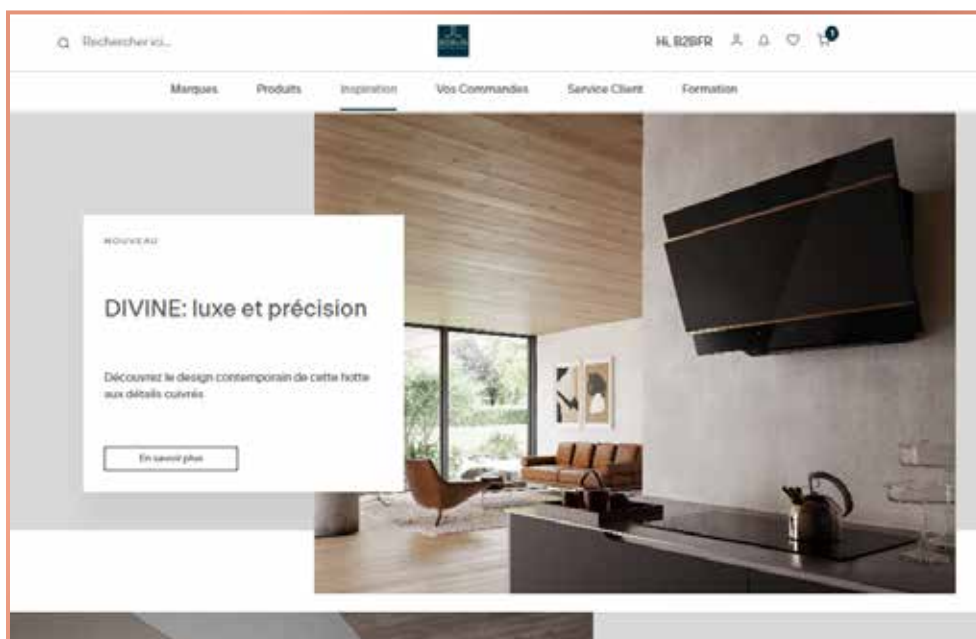 Rechercher ici...
Hi, B2BFR
1
Marques Produits Inspiration Vos Commandes Service Client Formation
NOUVEAU
DIVINE: luxe et précision
Découvrez le design contemporain de cette hotte
aux détails cuivrés
En savoir plus